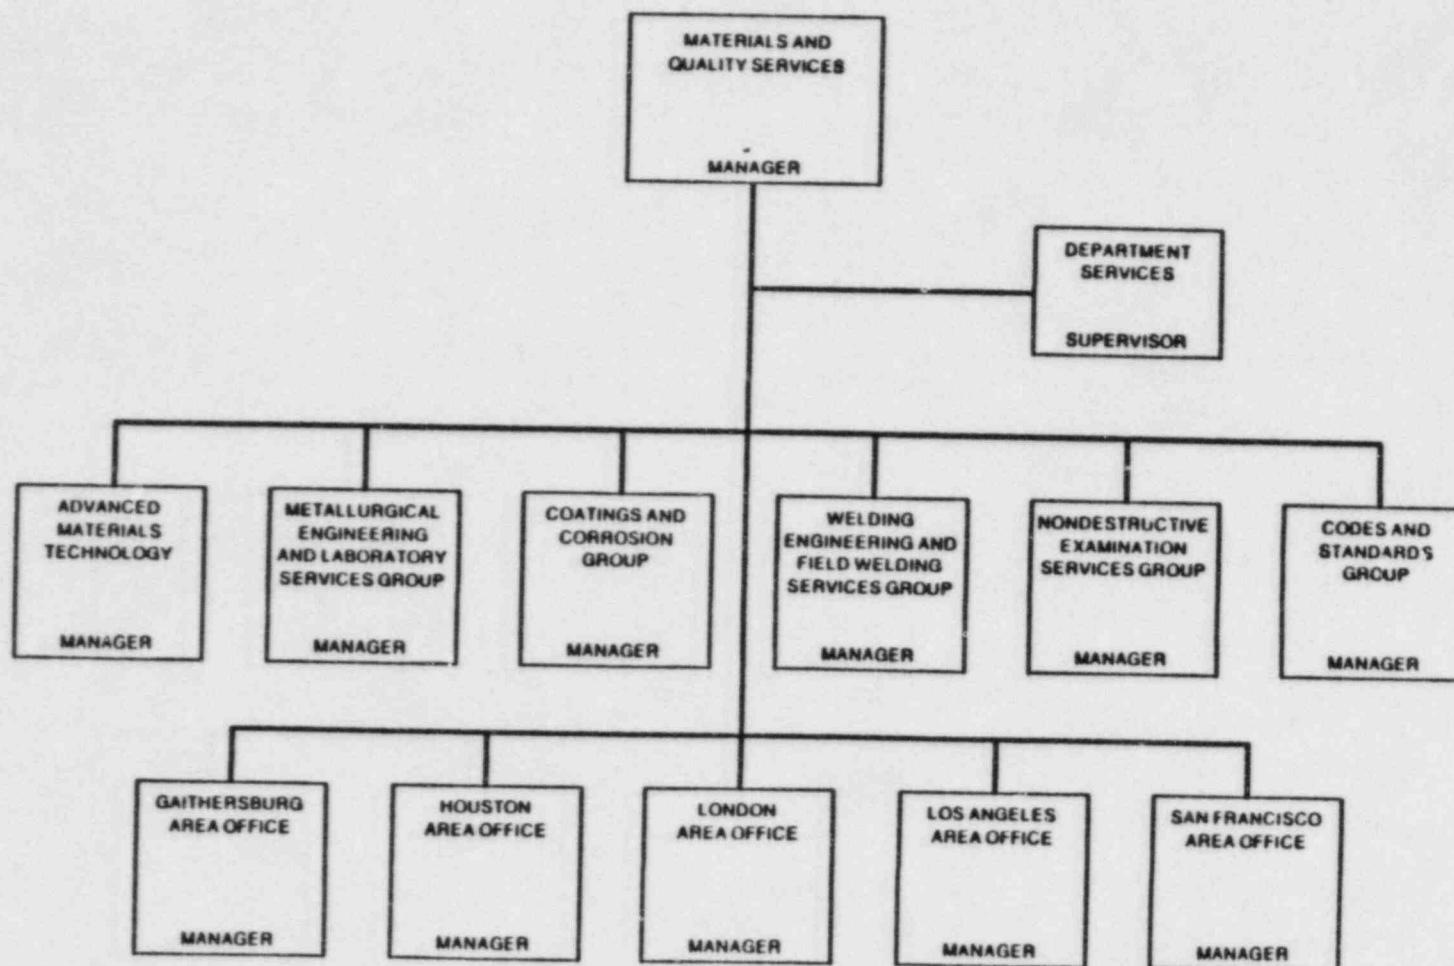 MATERIALS AND
QUALITY SERVICES
MANAGER
DEPARTMENT
SERVICES
SUPERVISOR
ADVANCED
MATERIALS
TECHNOLOGY
MANAGER
METALLURGICAL
ENGINEERING
AND LABORATORY
SERVICES GROUP
MANAGER
COATINGS AND
CORROSION
GROUP
MANAGER
WELDING
ENGINEERING AND
FIELD WELDING
SERVICES GROUP
MANAGER
NONDESTRUCTIVE
EXAMINATION
SERVICES GROUP
MANAGER
CODES AND
STANDARDS
GROUP
MANAGER
GAITHERSBURG
AREA OFFICE
MANAGER
HOUSTON
AREA OFFICE
MANAGER
LONDON
AREA OFFICE
MANAGER
LOS ANGELES
AREA OFFICE
MANAGER
SAN FRANCISCO
AREA OFFICE
MANAGER